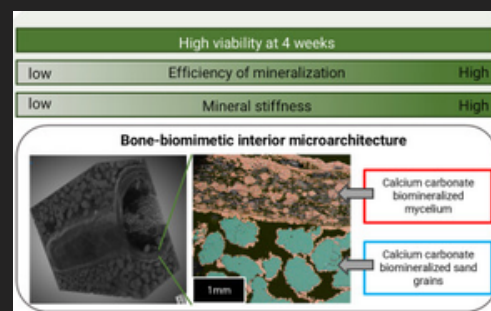 High viability at 4 weeks
low Efficiency of mineralization High
low Mineral stiffness High
Bone-biomimetic interior microarchitecture
Calcium carbonate
biomineralized
mycelium
Calcium carbonate
biomineralized sand
grains
1mm